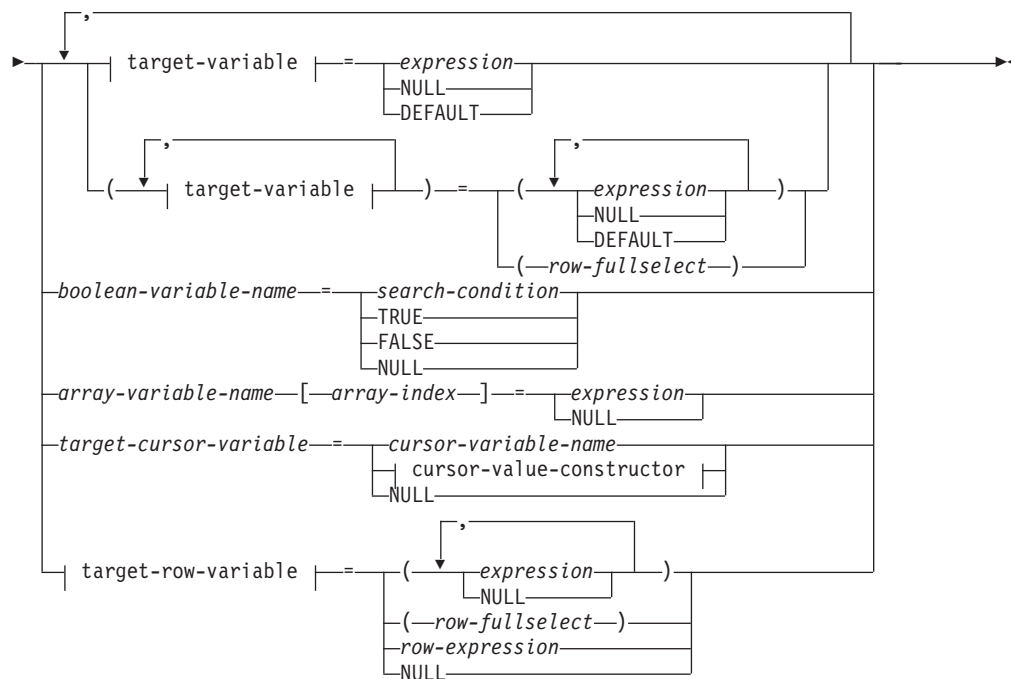 ,
target-variable = expression
NULL
DEFAULT
, ,
( target-variable ) = ( expression )
NULL
DEFAULT
( row-fullselect )
boolean-variable-name = search-condition
TRUE
FALSE
NULL
array-variable-name [ array-index ] = expression
NULL
target-cursor-variable = cursor-variable-name
cursor-value-constructor
NULL
,
target-row-variable = ( expression )
NULL
( row-fullselect )
row-expression
NULL